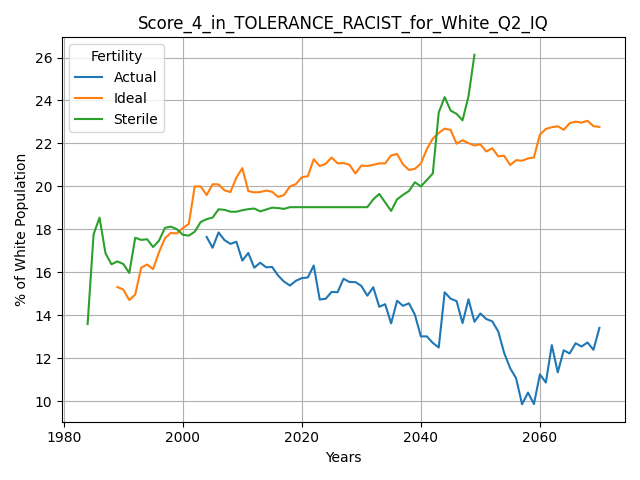 Score_4_in_TOLERANCE_RACIST_for_White_Q2_IQ
% of White Population
26
24
22
20
18
16
14
12
10
Fertility
Actual
Ideal
Sterile
1980
2000
2020
2040
2060
Years